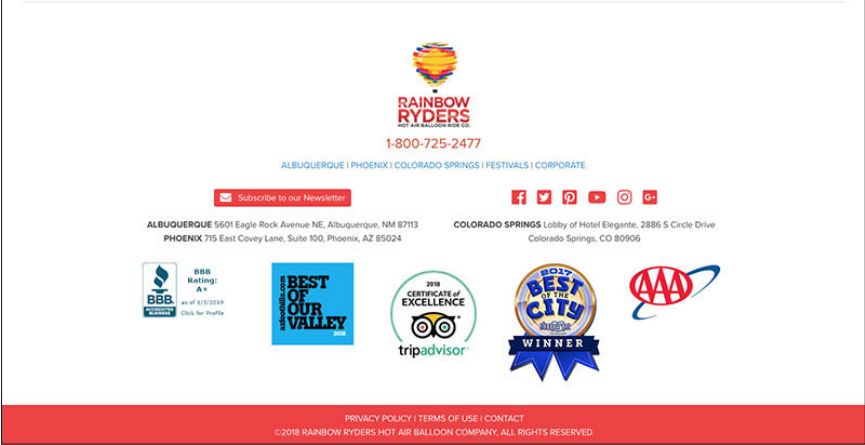 RAINBOW
RYDERS
HOT AIR BALLOON RIDE CO.
1-800-725-2477
ALBUQUERQUE | PHOENIX | COLORADO SPRINGS | FESTIVALS | CORPORATE
Subscribe to our Newsletter
G+
ALBUQUERQUE 5601 Eagle Rock Avenue NE, Albuquerque, NM 87113
PHOENIX 715 East Covey Lane, Suite 100, Phoenix, AZ 85024
COLORADO SPRINGS Lobby of Hotel Elegante, 2886 S Circle Drive
Colorado Springs, CO 80906
BBB.
ACCREDITED
BUSINESS
BBB
Rating:
A+
as of 1/3/2019
Click for Profile
azfoothills.com
BEST
OF
OUR
VALLEY
2018
2018
CERTIFICATE of
EXCELLENCE
tripadvisor
2017
BEST
OF THE
CITY
WINNER
AAA
PRIVACY POLICY | TERMS OF USE | CONTACT
©2018 RAINBOW RYDERS HOT AIR BALLOON COMPANY, ALL RIGHTS RESERVED